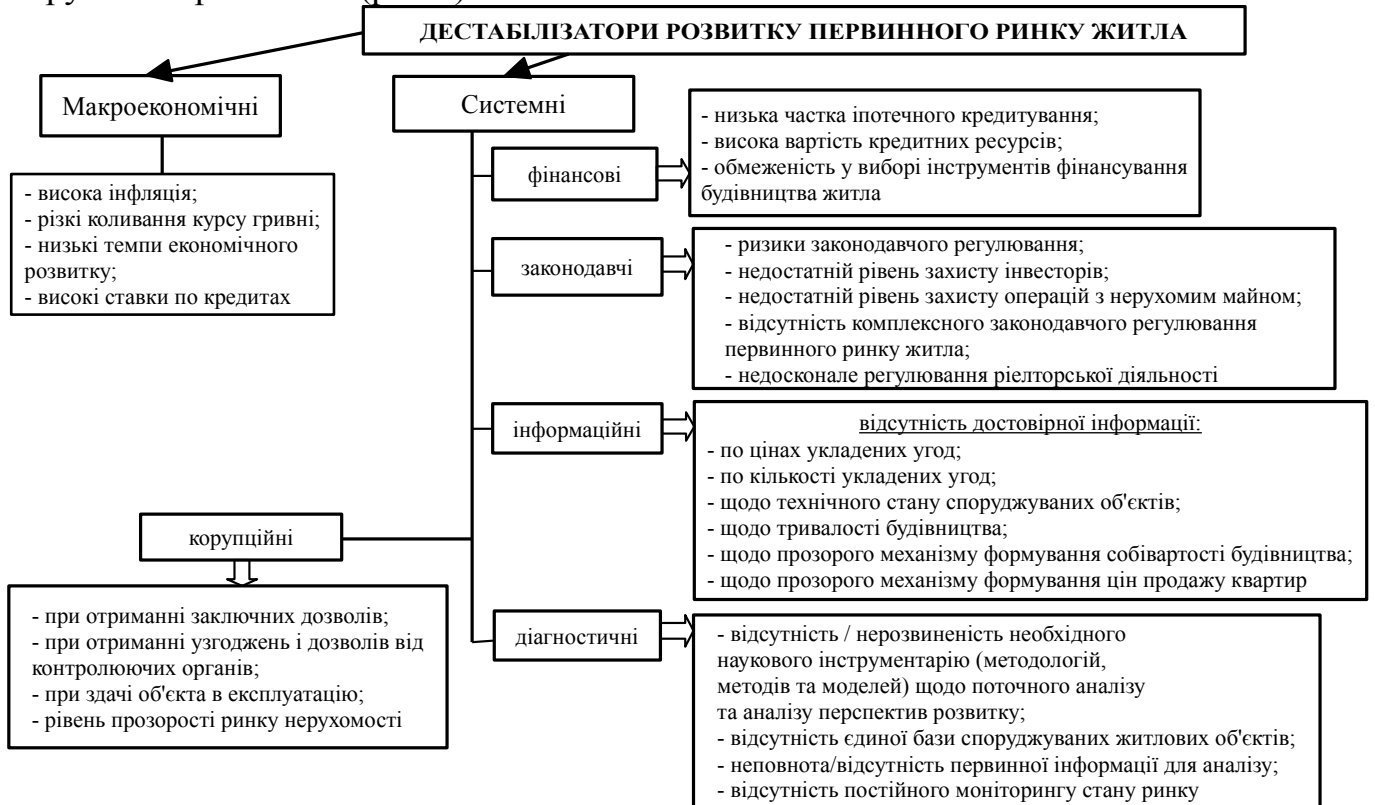 ДЕСТАБІЛІЗАТОРИ РОЗВИТКУ ПЕРВИННОГО РИНКУ ЖИТЛА
Макроекономічні
- висока інфляція;
- різкі коливання курсу гривні;
- низькі темпи економічного
розвитку;
- високі ставки по кредитах
Системні
фінансові
- низька частка іпотечного кредитування;
- висока вартість кредитних ресурсів;
- обмеженість у виборі інструментів фінансування
будівництва житла
законодавчі
- ризики законодавчого регулювання;
- недостатній рівень захисту інвесторів;
- недостатній рівень захисту операцій з нерухомим майном;
- відсутність комплексного законодавчого регулювання
первинного ринку житла;
- недосконале регулювання ріелторської діяльності
інформаційні
відсутність достовірної інформації:
- по цінах укладених угод;
- по кількості укладених угод;
- щодо технічного стану споруджуваних об'єктів;
- щодо тривалості будівництва;
- щодо прозорого механізму формування собівартості будівництва;
- щодо прозорого механізму формування цін продажу квартир
корупційні
- при отриманні заключних дозволів;
- при отриманні узгоджень і дозволів від
контролюючих органів;
- при здачі об'єкта в експлуатацію;
- рівень прозорості ринку нерухомості
діагностичні
- відсутність / нерозвиненість необхідного
наукового інструментарію (методологій,
методів та моделей) щодо поточного аналізу
та аналізу перспектив розвитку;
- відсутність єдиної бази споруджуваних житлових об'єктів;
- неповнота/відсутність первинної інформації для аналізу;
- відсутність постійного моніторингу стану ринку